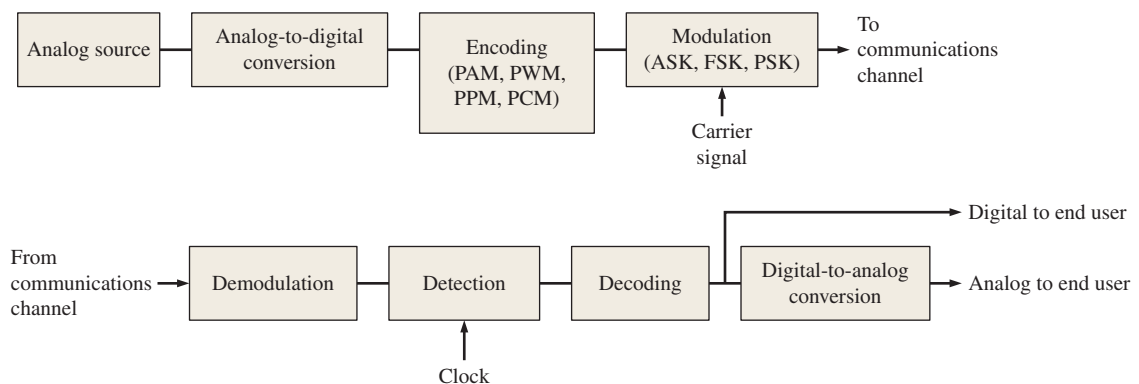 Analog source
Analog-to-digital
conversion
Encoding
(PAM, PWM,
PPM, PCM)
Modulation
(ASK, FSK, PSK)
To
communications
channel
Carrier
signal
From
communications
channel
Demodulation
Detection
Decoding
Digital-to-analog
conversion
Digital to end user
Analog to end user
Clock